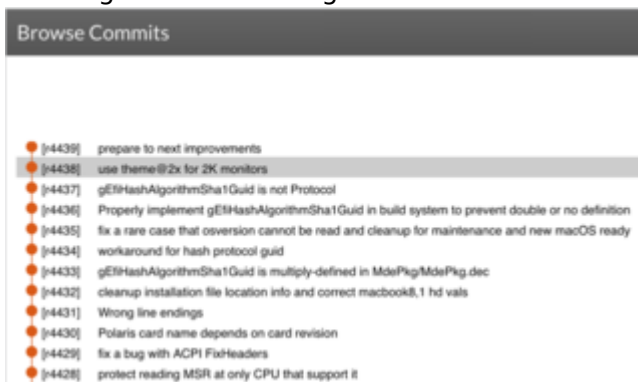 Browse Commits
[r4439] prepare to next improvements
[r4438] use theme@2x for 2K monitors
[r4437] gEfiHashAlgorithmSha1Guid is not Protocol
[r4436] Properly implement gEfiHashAlgorithmSha1Guid in build system to prevent double or no definition
[r4435] fix a rare case that osversion cannot be read and cleanup for maintenance and new macOS ready
[r4434] workaround for hash protocol guid
[r4433] gEfiHashAlgorithmSha1Guid is multiply-defined in MdePkg/MdePkg.dec
[r4432] cleanup installation file location info and correct macbook8,1 hd vals
[r4431] Wrong line endings
[r4430] Polaris card name depends on card revision
[r4429] fix a bug with ACPI FixHeaders
[r4428] protect reading MSR at only CPU that support it